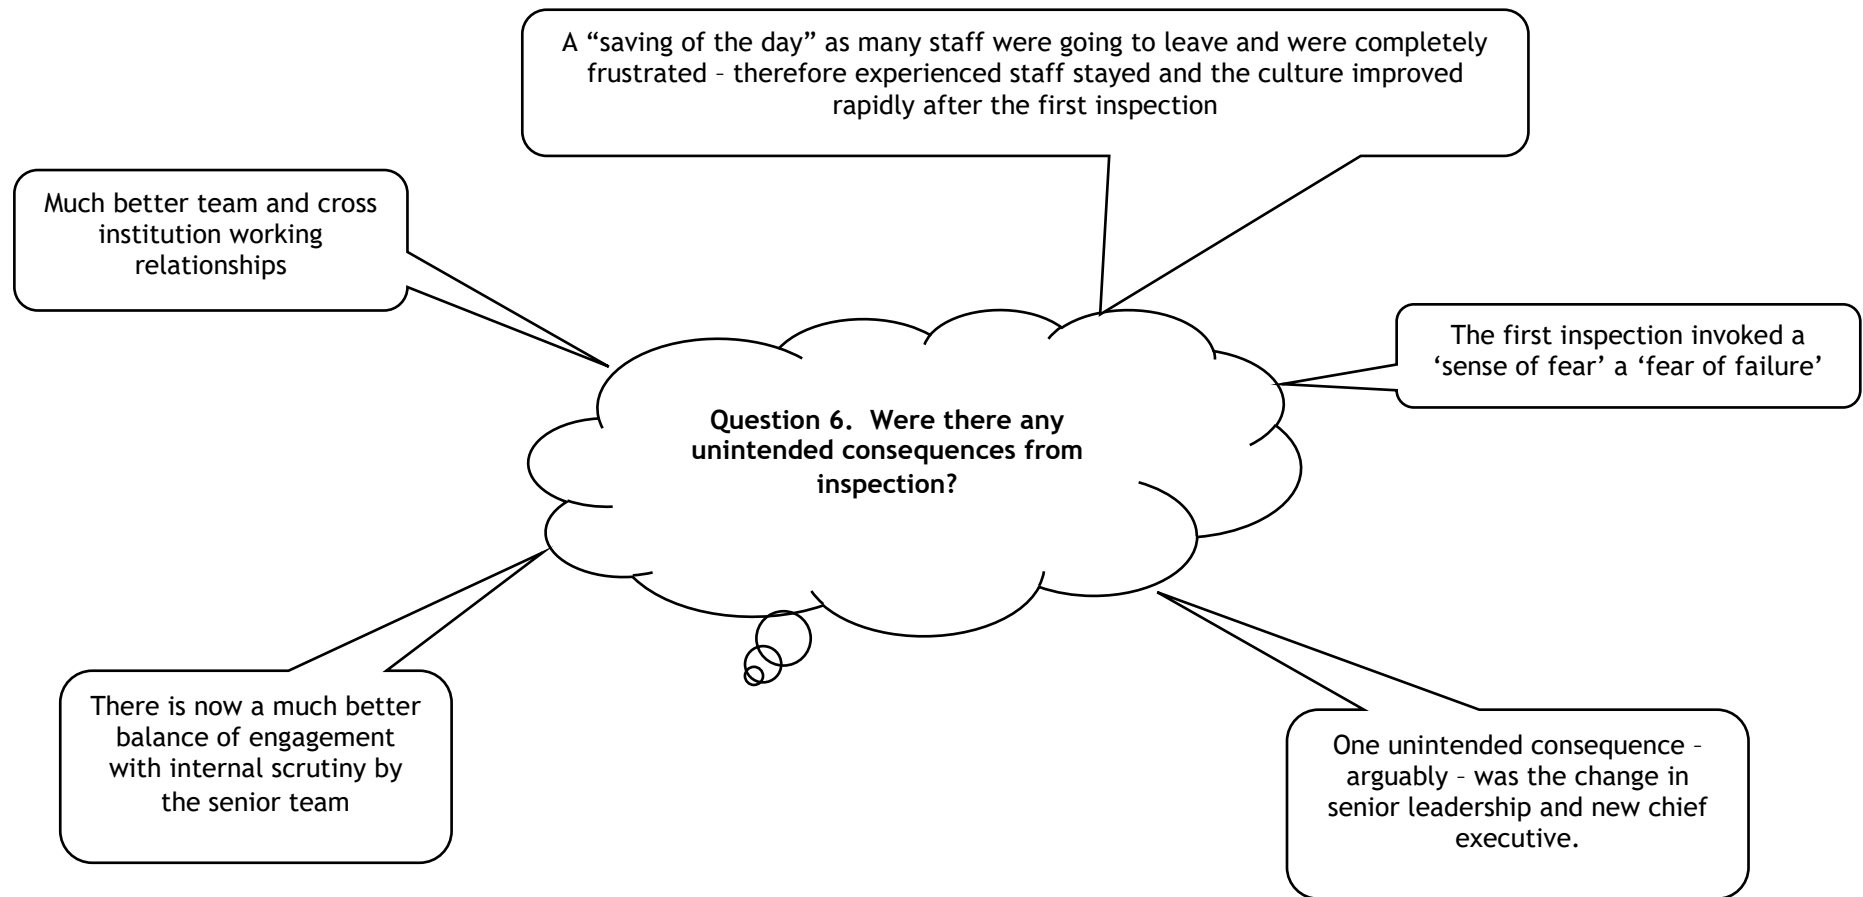 A “saving of the day” as many staff were going to leave and were completely
frustrated – therefore experienced staff stayed and the culture improved
rapidly after the first inspection
Much better team and cross
institution working
relationships
The first inspection invoked a
‘sense of fear’ a ‘fear of failure’
Question 6.  Were there any
unintended consequences from
inspection?
There is now a much better
balance of engagement
with internal scrutiny by
the senior team
One unintended consequence –
arguably – was the change in
senior leadership and new chief
executive.